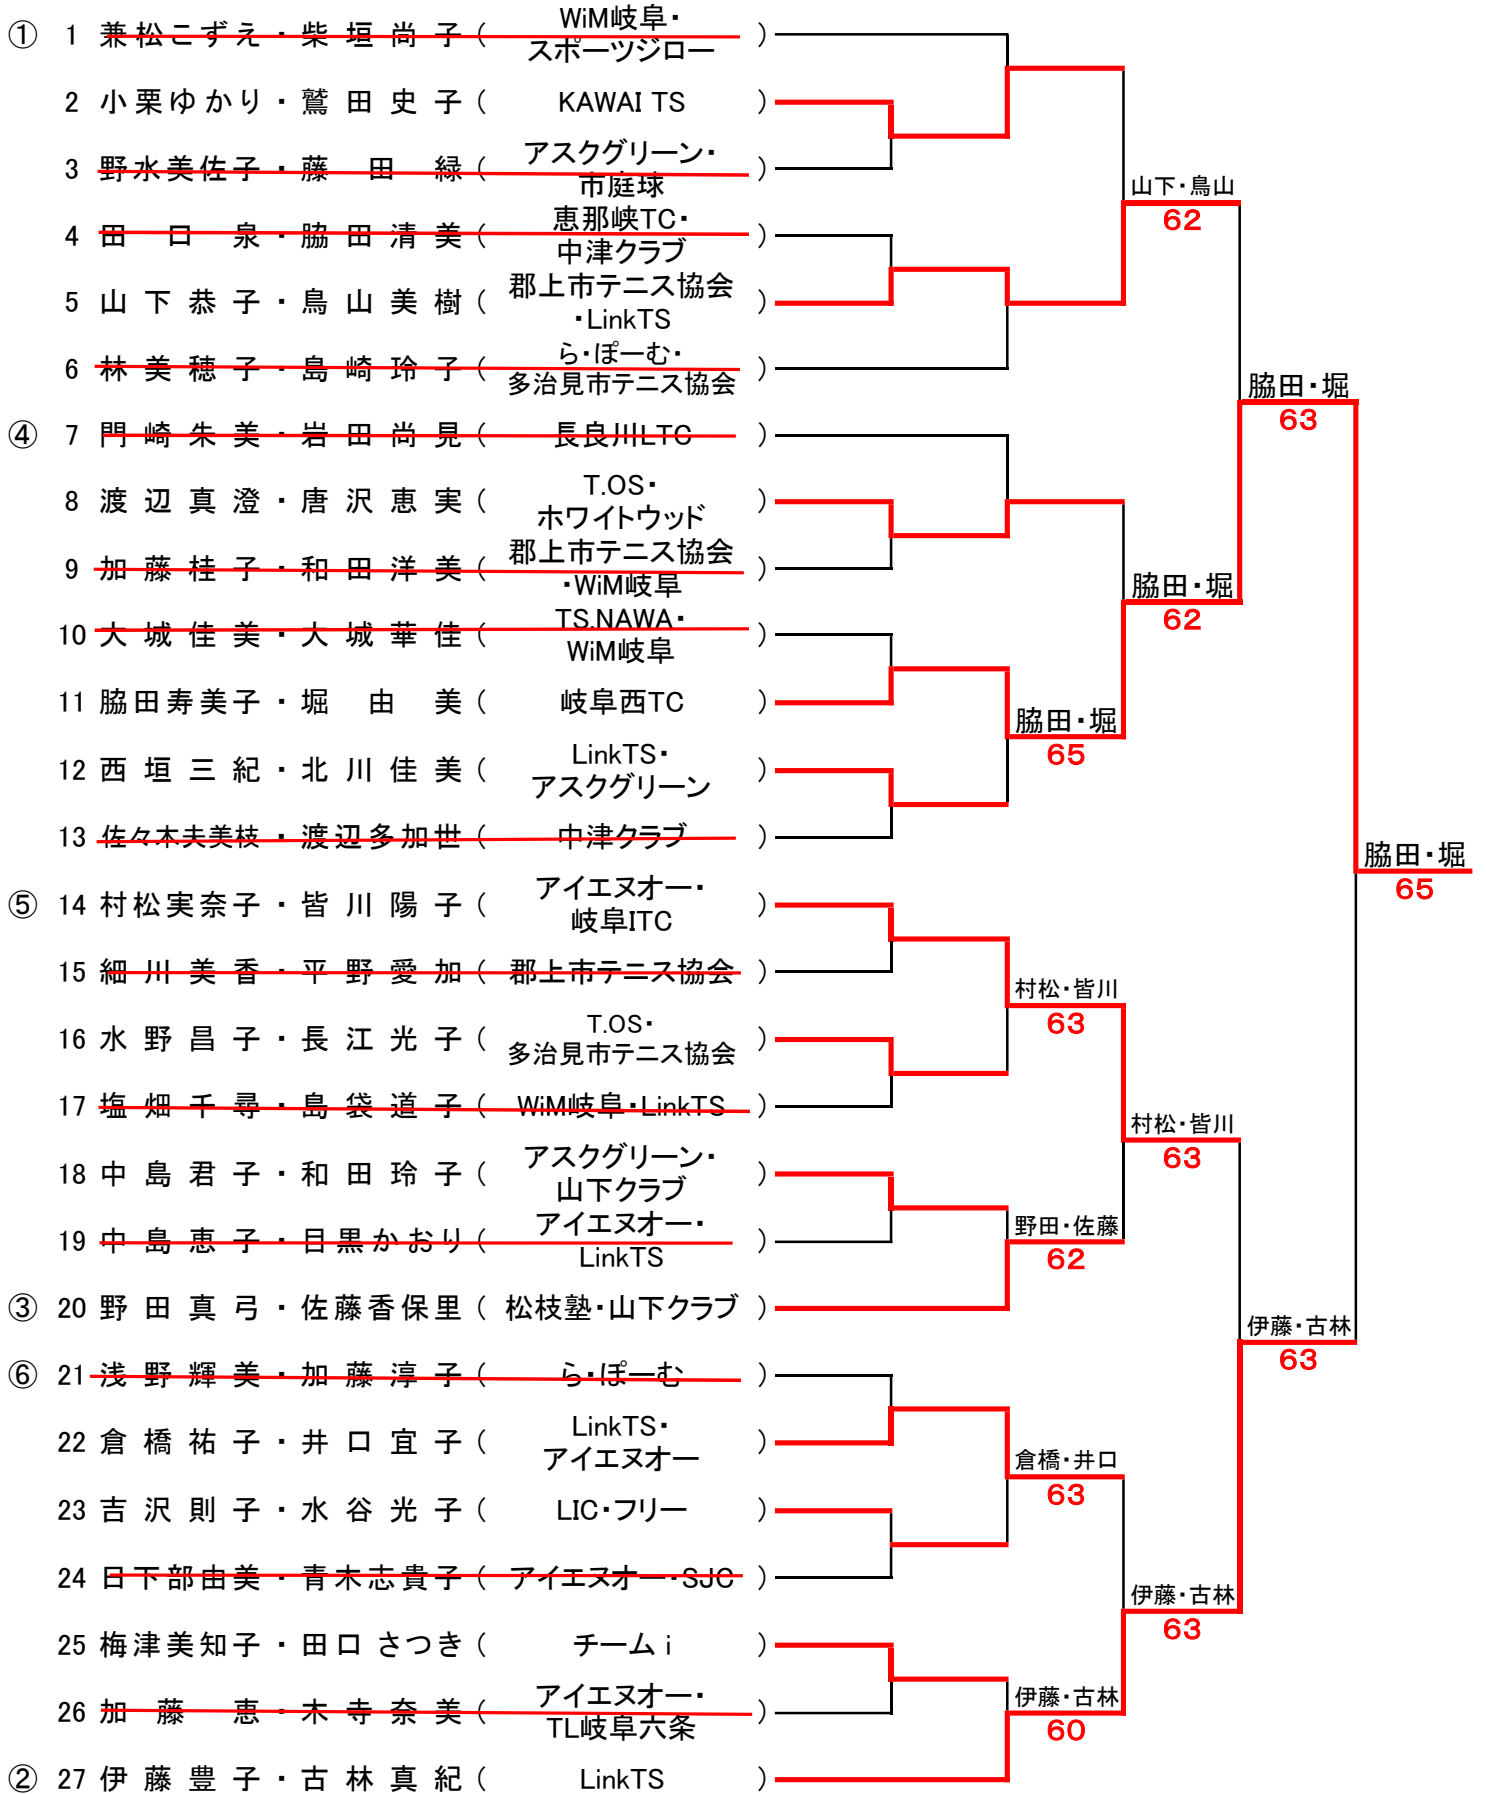 ① 1 兼松こずえ・柴垣尚子 ( WiM岐阜・スポーツジロー )
2 小栗ゆかり・鷲田史子 ( KAWAI TS )
3 野水美佐子・藤田緑 ( アスクグリーン・市庭球 )
4 田口泉・脇田清美 ( 恵那峡TC・中津クラブ )
5 山下恭子・鳥山美樹 ( 郡上市テニス協会・LinkTS )
6 林美穂子・島崎玲子 ( ら・ぽーむ・多治見市テニス協会 )
④ 7 門崎朱美・岩田尚見 ( 長良川LTC )
8 渡辺真澄・唐沢恵実 ( T.OS・ホワイトウッド )
9 加藤桂子・和田洋美 ( 郡上市テニス協会・WiM岐阜 )
10 大城佳美・大城華佳 ( TS.NAWA・WiM岐阜 )
11 脇田寿美子・堀由美 ( 岐阜西TC )
12 西垣三紀・北川佳美 ( LinkTS・アスクグリーン )
13 佐々木夫美枝・渡辺多加世 ( 中津クラブ )
⑤ 14 村松実奈子・皆川陽子 ( アイエヌオー・岐阜ITC )
15 細川美香・平野愛加 ( 郡上市テニス協会 )
16 水野昌子・長江光子 ( T.OS・多治見市テニス協会 )
17 塩畑千尋・島袋道子 ( WiM岐阜・LinkTS )
18 中島君子・和田玲子 ( アスクグリーン・山下クラブ )
19 中島恵子・目黒かおり ( アイエヌオー・LinkTS )
③ 20 野田真弓・佐藤香保里 ( 松枝塾・山下クラブ )
⑥ 21 浅野輝美・加藤淳子 ( ら・ぽーむ )
22 倉橋祐子・井口宜子 ( LinkTS・アイエヌオー )
23 吉沢則子・水谷光子 ( LIC・フリー )
24 日下部由美・青木志貴子 ( アイエヌオー・SJC )
25 梅津美知子・田口さつき ( チーム i )
26 加藤恵・木寺奈美 ( アイエヌオー・TL岐阜六条 )
② 27 伊藤豊子・古林真紀 ( LinkTS )
脇田・堀
65
村松・皆川
63
野田・佐藤
62
倉橋・井口
63
伊藤・古林
60
山下・鳥山
62
脇田・堀
62
村松・皆川
63
伊藤・古林
63
脇田・堀
63
伊藤・古林
63
脇田・堀
65